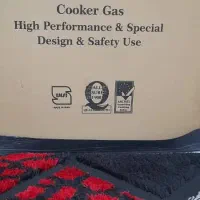 Cooker Gas
High Performance & Special
Design & Safety Use